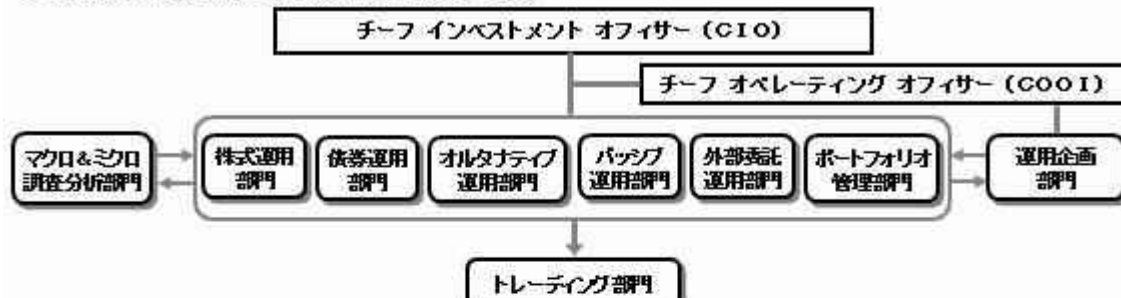 チーフ インベストメント オフィサー (CIO)
チーフ オペレーティング オフィサー (COOI)
マクロ&ミクロ
調査分析部門
株式運用
部門
債券運用
部門
オルタナティブ
運用部門
パッシブ
運用部門
外部委託
運用部門
ポートフォリオ
管理部門
運用企画
部門
トレーディング部門